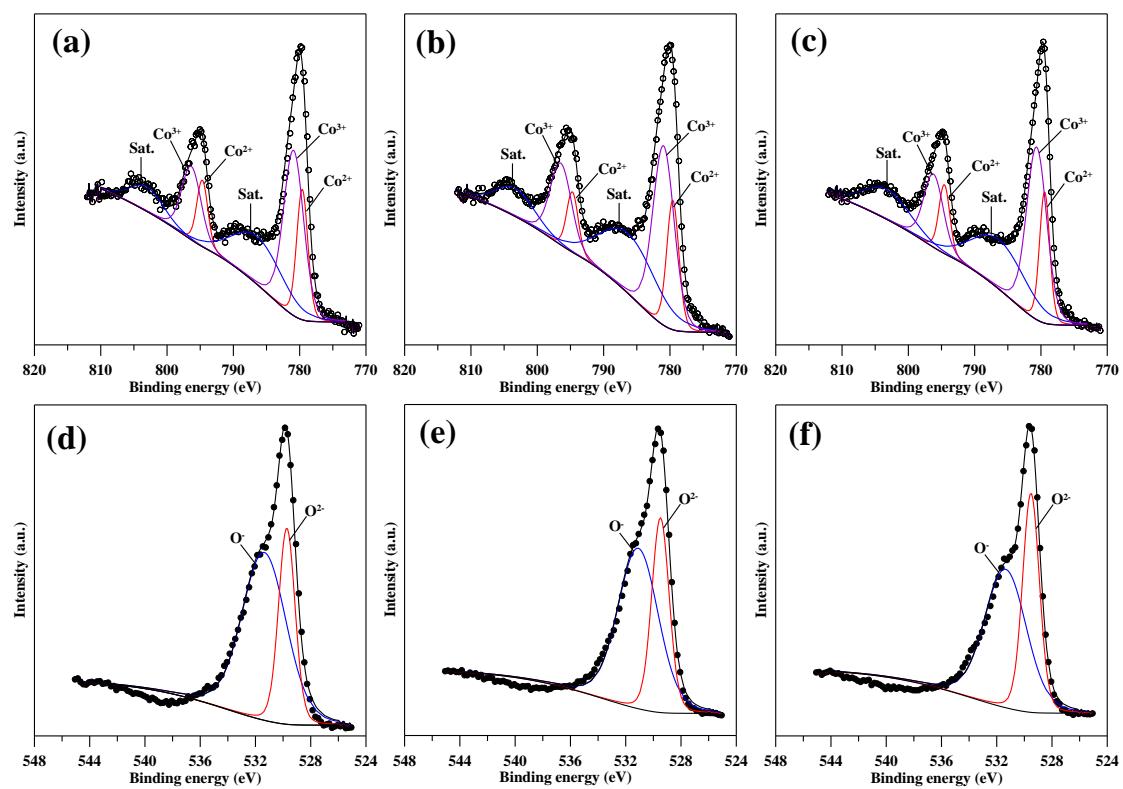 (a)
Intensity (a.u.)
Sat.
Co³⁺
Co²⁺
Sat.
Co³⁺
Co²⁺
820 810 800 790 780 770
Binding energy (eV)
(b)
Intensity (a.u.)
Sat.
Co³⁺
Co²⁺
Sat.
Co³⁺
Co²⁺
820 810 800 790 780 770
Binding energy (eV)
(c)
Intensity (a.u.)
Sat.
Co³⁺
Co²⁺
Sat.
Co³⁺
Co²⁺
820 810 800 790 780 770
Binding energy (eV)
(d)
Intensity (a.u.)
O⁻
O²⁻
548 544 540 536 532 528 524
Binding energy (eV)
(e)
Intensity (a.u.)
O⁻
O²⁻
548 544 540 536 532 528 524
Binding energy (eV)
(f)
Intensity (a.u.)
O⁻
O²⁻
548 544 540 536 532 528 524
Binding energy (eV)